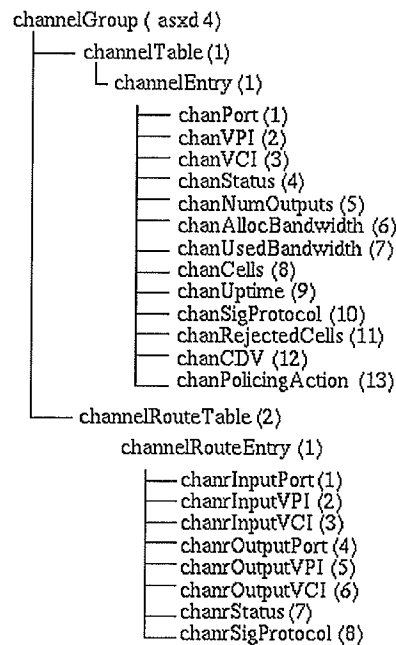 channelGroup ( asxd 4)
channelTable (1)
channelEntry (1)
chanPort (1)
chanVPI (2)
chanVCI (3)
chanStatus (4)
chanNumOutputs (5)
chanAllocBandwidth (6)
chanUsedBandwidth (7)
chanCells (8)
chanUptime (9)
chanSigProtocol (10)
chanRejectedCells (11)
chanCDV (12)
chanPolicingAction (13)
channelRouteTable (2)
channelRouteEntry (1)
chanrInputPort (1)
chanrInputVPI (2)
chanrInputVCI (3)
chanrOutputPort (4)
chanrOutputVPI (5)
chanrOutputVCI (6)
chanrStatus (7)
chanrSigProtocol (8)